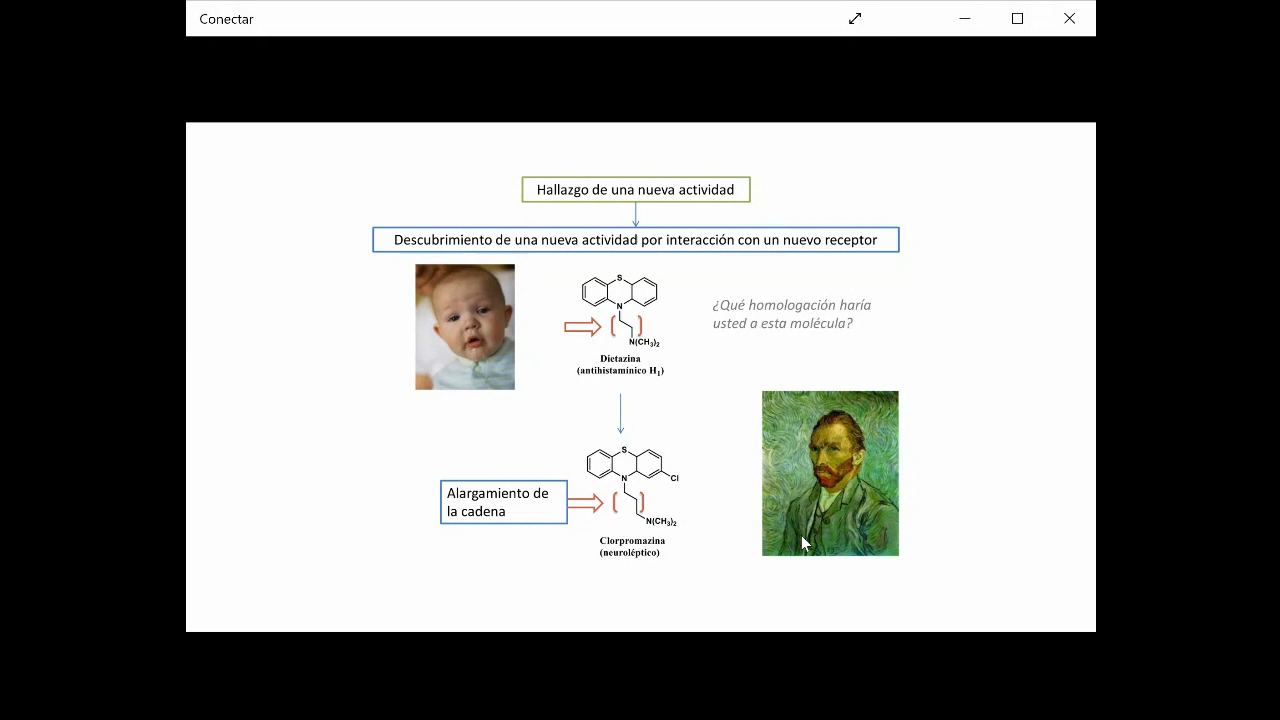 Conectar
Hallazgo de una nueva actividad
Descubrimiento de una nueva actividad por interacción con un nuevo receptor
S
N
N(CH3)2
Dietazina
(antihistamínico H1)
¿Qué homologación haría
usted a esta molécula?
S
N
Cl
N(CH3)2
Alargamiento de
la cadena
Clorpromazina
(neuroléptico)